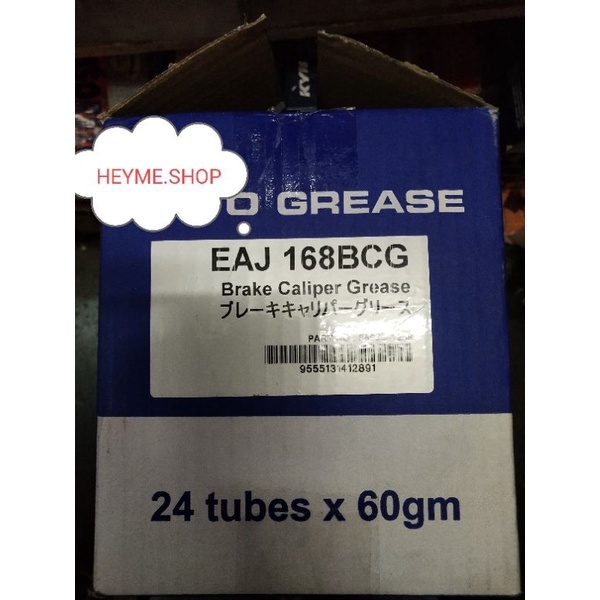 KYB
HEYME.SHOP
O GREASE
EAJ 168BCG
Brake Caliper Grease
ブレーキキャリパーグリース
9555131412891
24 tubes x 60gm